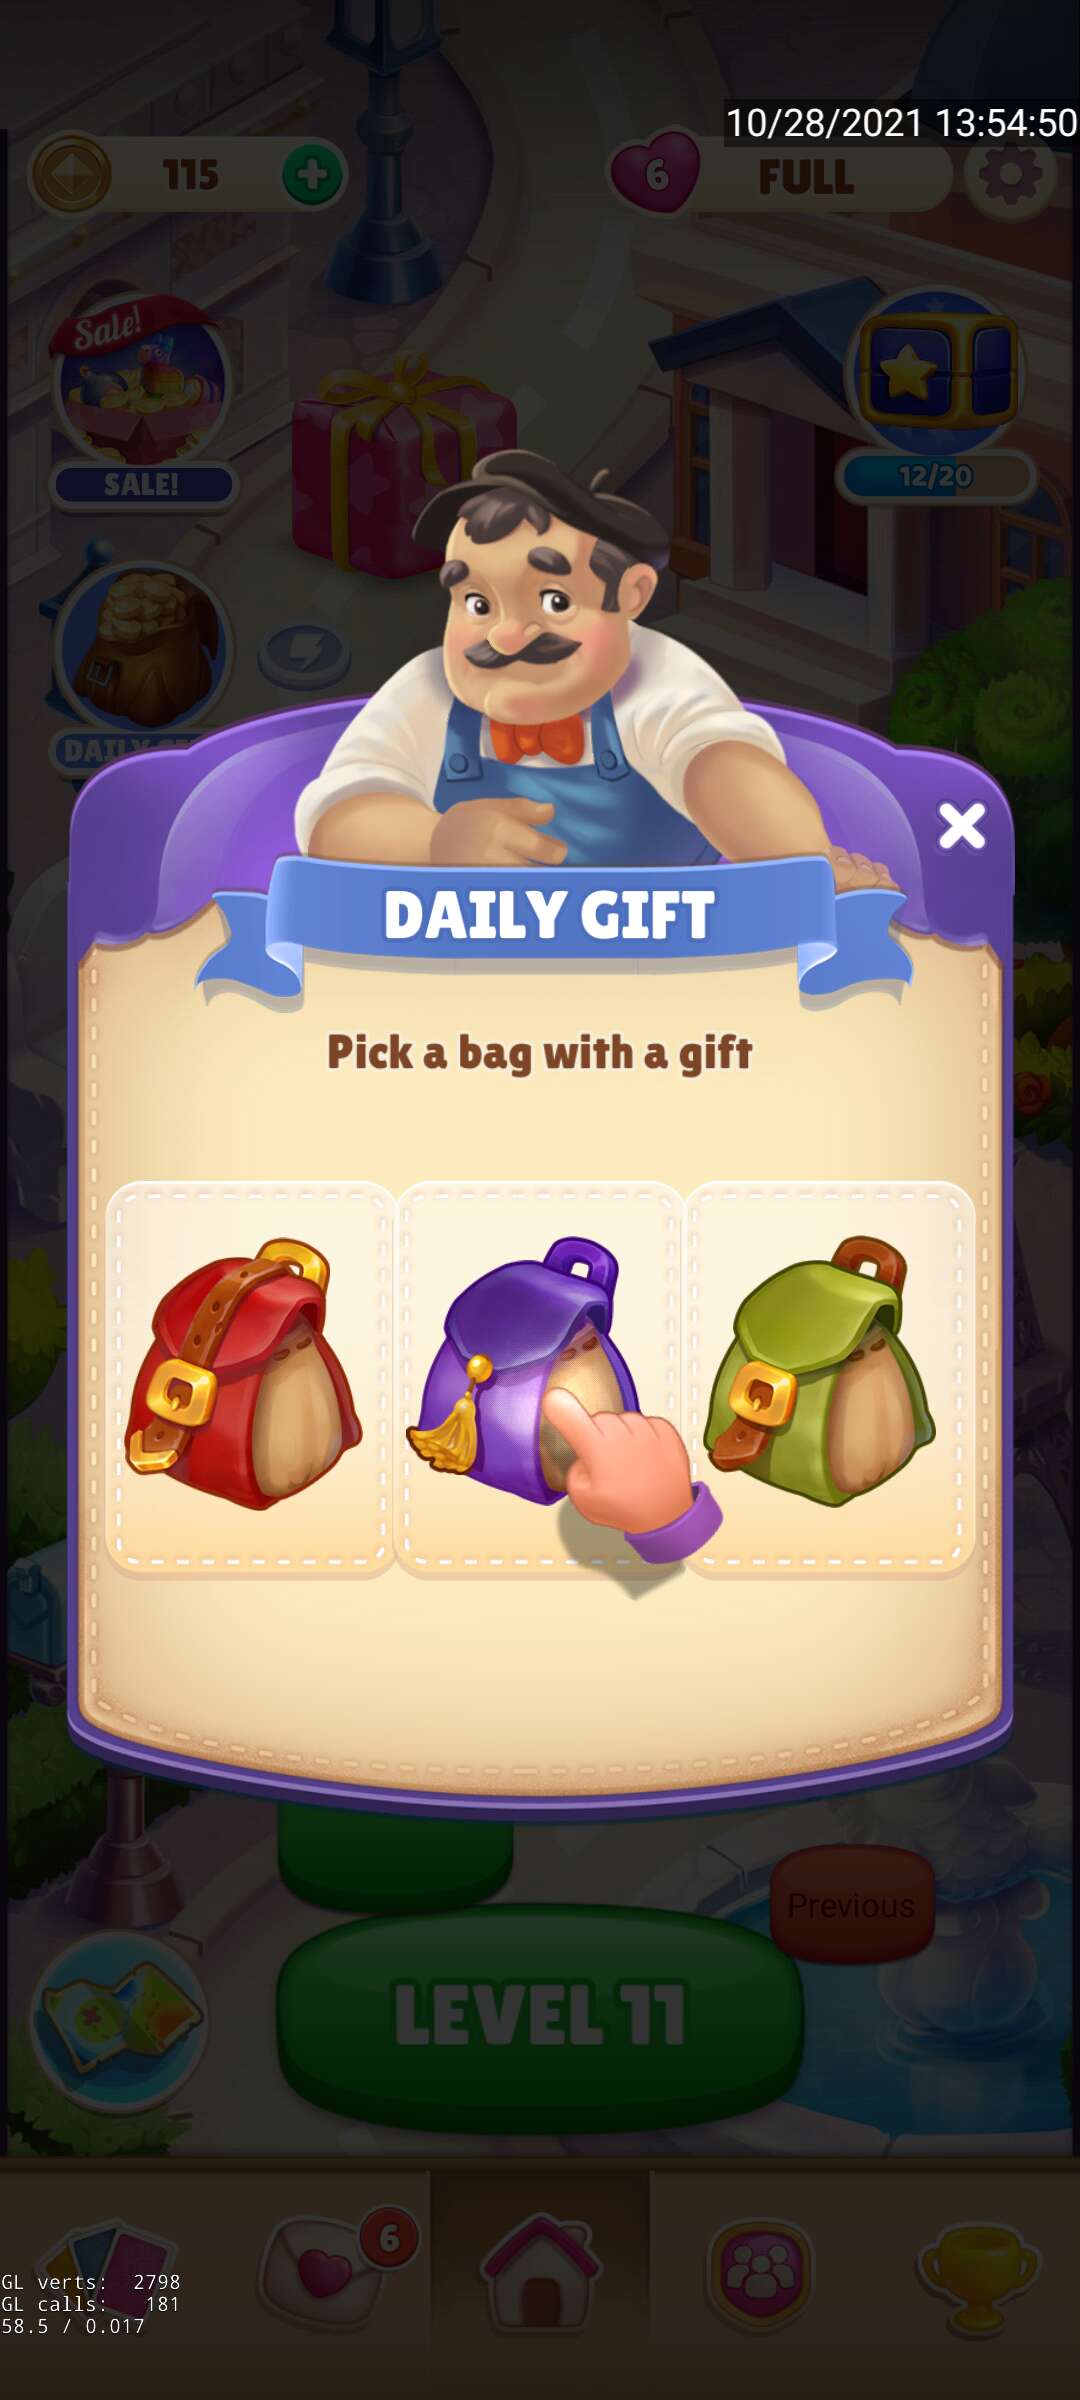 10/28/2021 13:54:50
115
6
FULL
Sale!
SALE!
12/20
DAILY
DAILY GIFT
Pick a bag with a gift
Previous
LEVEL 11
6
GL verts: 2798
GL calls: 181
58.5 / 0.017